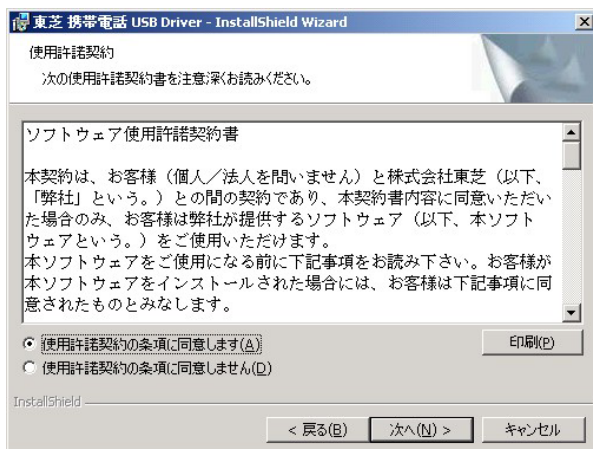 東芝 携帯電話 USB Driver - InstallShield Wizard
使用許諾契約
次の使用許諾契約書を注意深くお読みください。
ソフトウェア使用許諾契約書
本契約は、お客様（個人／法人を問いません）と株式会社東芝（以下、
「弊社」という。）との間の契約であり、本契約書内容に同意いただい
た場合のみ、お客様は弊社が提供するソフトウェア（以下、本ソフト
ウェアという。）をご使用いただけます。
本ソフトウェアをご使用になる前に下記事項をお読み下さい。お客様が
本ソフトウェアをインストールされた場合には、お客様は下記事項に同
意されたものとみなします。
使用許諾契約の条項に同意します(A)
印刷(P)
使用許諾契約の条項に同意しません(D)
InstallShield
< 戻る(B)
次へ(N) >
キャンセル